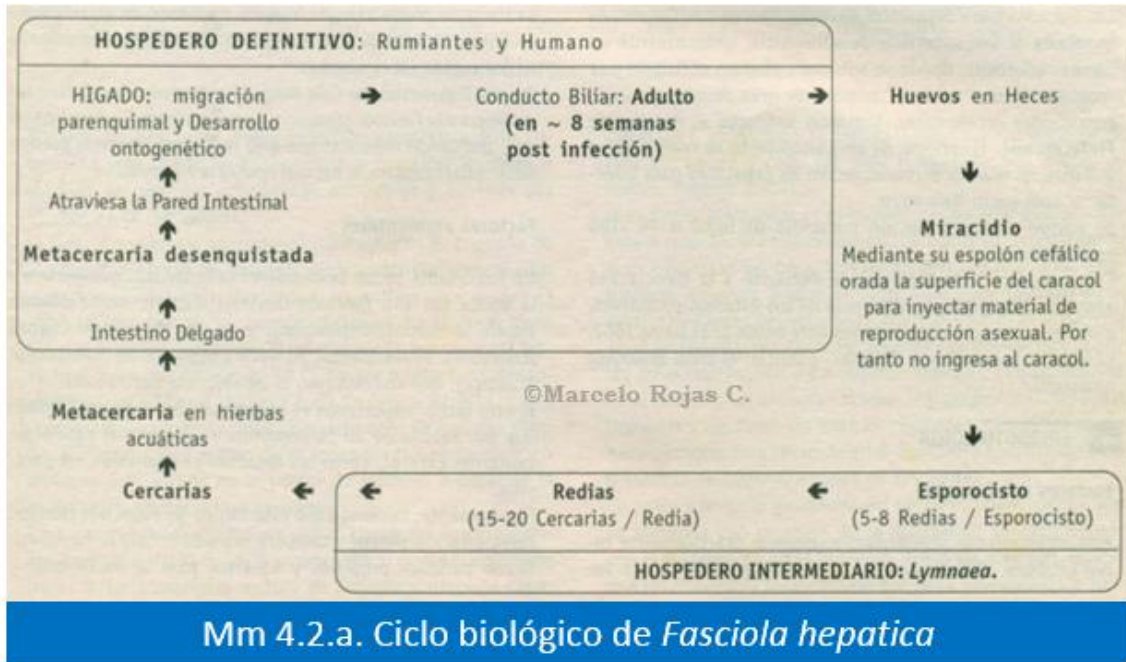 HOSPEDERO DEFINITIVO: Rumiantes y Humano
HIGADO: migración
parenquimal y Desarrollo
ontogenético
Conducto Biliar: Adulto
(en ~ 8 semanas
post infección)
Huevos en Heces
Atraviesa la Pared Intestinal
Metacercaria desenquistada
Intestino Delgado
Miracidio
Mediante su espolón cefálico
orada la superficie del caracol
para inyectar material de
reproducción asexual. Por
tanto no ingresa al caracol.
©Marcelo Rojas C.
Metacercaria en hierbas
acuáticas
Cercarias
Redias
(15-20 Cercarias / Redia)
Esporocisto
(5-8 Redias / Esporocisto)
HOSPEDERO INTERMEDIARIO: Lymnaea.
Mm 4.2.a. Ciclo biológico de Fasciola hepatica